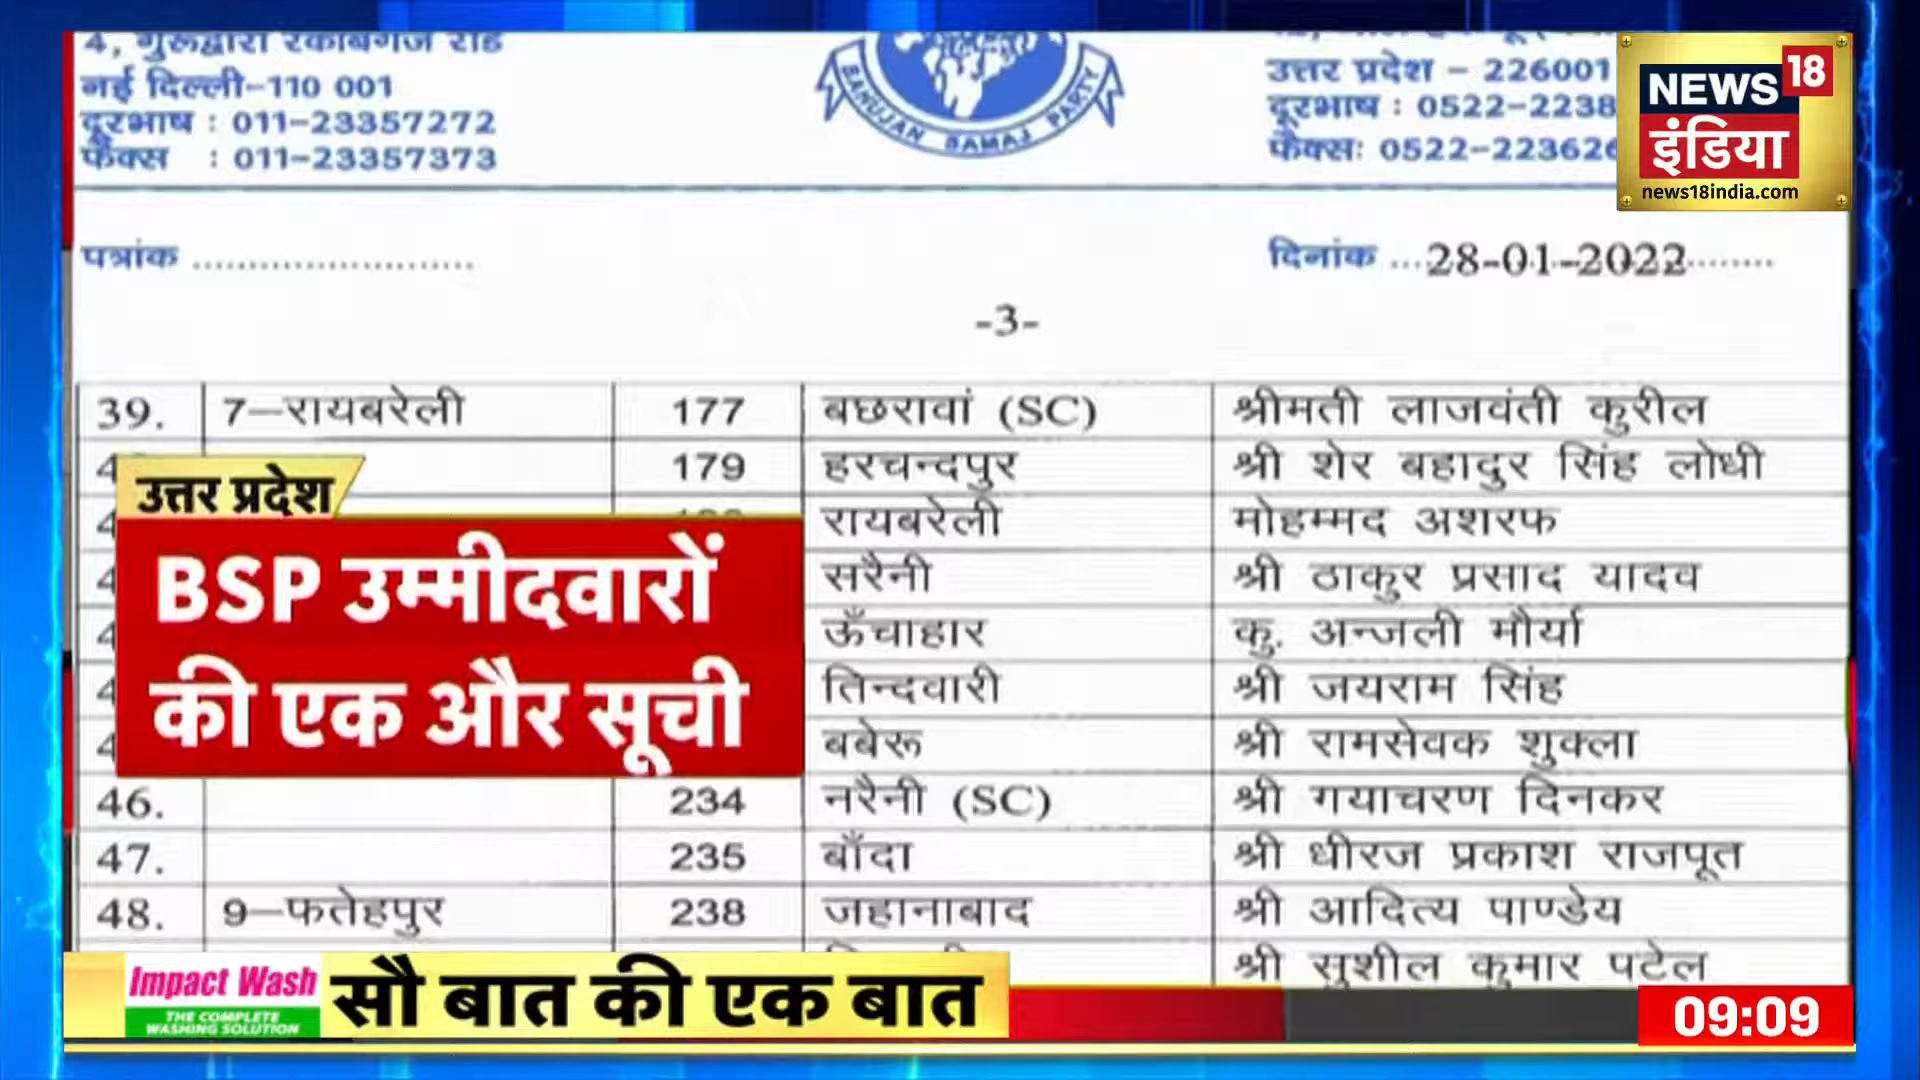 4, गुरूद्वारा रकाबगंज रोड
नई दिल्ली-110 001
दूरभाष : 011-23357272
फैक्स : 011-23357373
BAHUJAN SAMAJ PARTY
उत्तर प्रदेश - 226001
दूरभाष : 0522-2238
फैक्सः 0522-223626
NEWS 18
इंडिया
news18india.com
पत्रांक ..........................
दिनांक ....28-01-2022.........
-3-
39. 7-रायबरेली 177 बछरावां (SC) श्रीमती लाजवंती कुरील
179 हरचन्दपुर श्री शेर बहादुर सिंह लोधी
रायबरेली मोहम्मद अशरफ
सरैनी श्री ठाकुर प्रसाद यादव
ऊँचाहार कु. अन्जली मौर्या
तिन्दवारी श्री जयराम सिंह
बबेरू श्री रामसेवक शुक्ला
46. 234 नरैनी (SC) श्री गयाचरण दिनकर
47. 235 बाँदा श्री धीरज प्रकाश राजपूत
48. 9-फतेहपुर 238 जहानाबाद श्री आदित्य पाण्डेय
श्री सुशील कुमार पटेल
उत्तर प्रदेश
BSP उम्मीदवारों
की एक और सूची
Impact Wash
THE COMPLETE
WASHING SOLUTION
सौ बात की एक बात
09:09